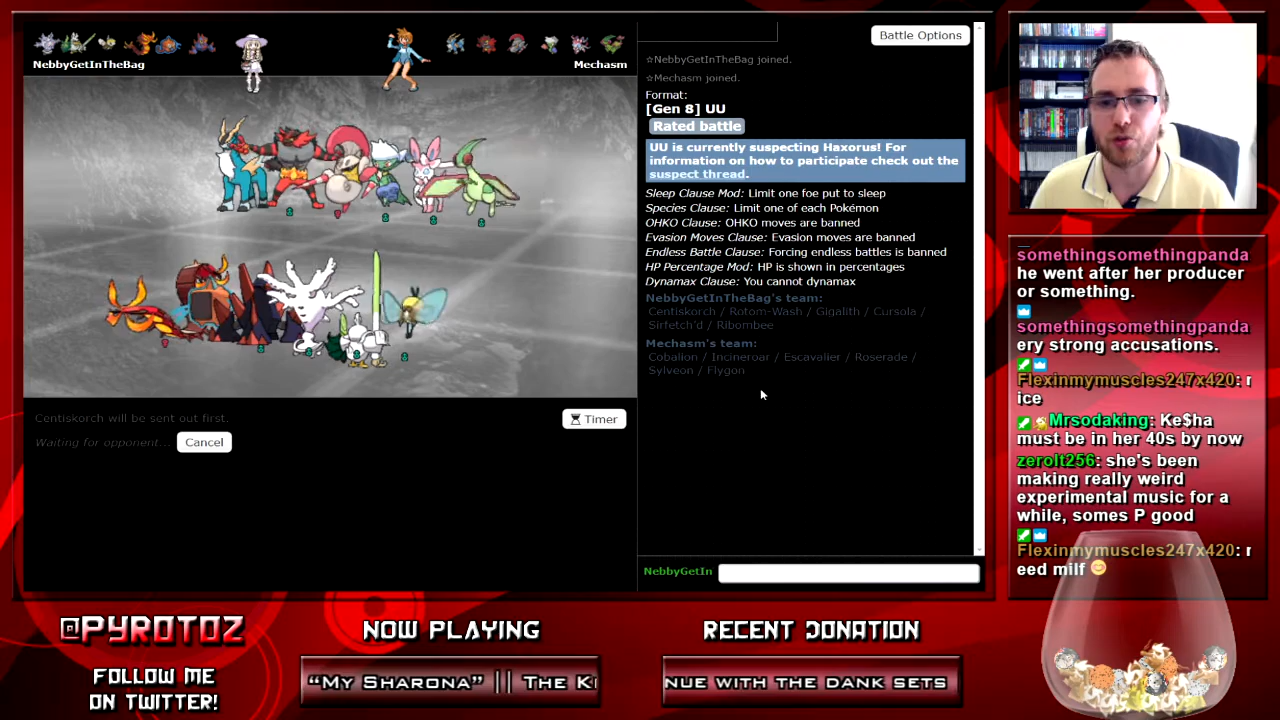 NebbyGetInTheBag
Mechasm
Battle Options
☆NebbyGetInTheBag joined.
☆Mechasm joined.
Format:
[Gen 8] UU
Rated battle
UU is currently suspecting Haxorus! For
information on how to participate check out the
suspect thread.
Sleep Clause Mod: Limit one foe put to sleep
Species Clause: Limit one of each Pokémon
OHKO Clause: OHKO moves are banned
Evasion Moves Clause: Evasion moves are banned
Endless Battle Clause: Forcing endless battles is banned
HP Percentage Mod: HP is shown in percentages
Dynamax Clause: You cannot dynamax
NebbyGetInTheBag's team:
Centiskorch / Rotom-Wash / Gigalith / Cursola /
Sirfetch'd / Ribombee
Mechasm's team:
Cobalion / Incineroar / Escavalier / Roserade /
Sylveon / Flygon
Centiskorch will be sent out first.
Timer
Waiting for opponent...
Cancel
NebbyGetIn
somethingsomethingpanda
he went after her producer
or something.
somethingsomethingpanda
ery strong accusations.
Flexinmymuscles247x420: r
ice
Mrsodaking: Ke$ha
must be in her 40s by now
zerolt256: she's been
making really weird
experimental music for a
while, somes P good
Flexinmymuscles247x420: r
eed milf
@PYROTOZ
FOLLOW ME
ON TWITTER!
NOW PLAYING
"MY SHARONA" || THE K
RECENT DONATION
NUE WITH THE DANK SETS